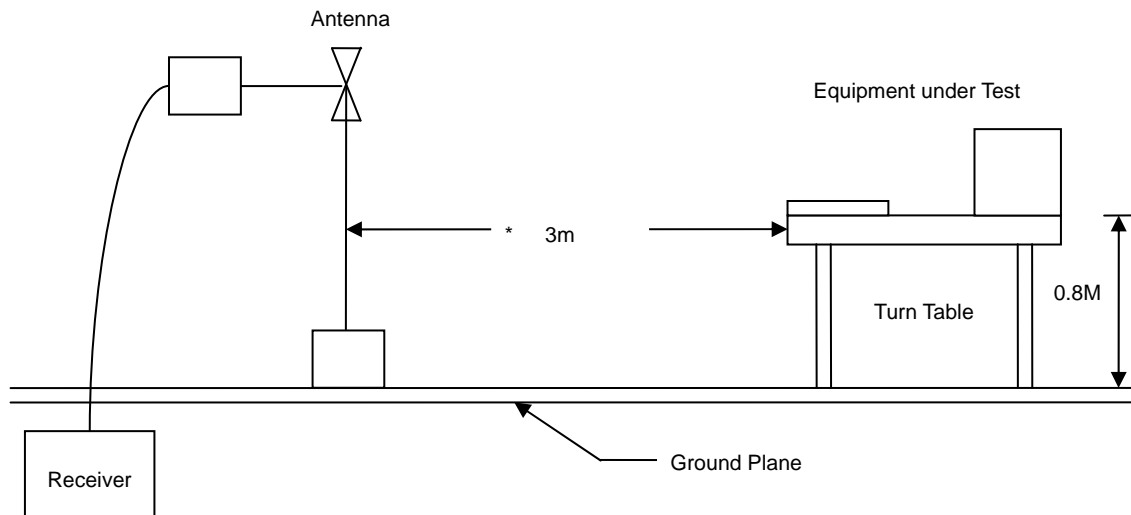 Antenna
Equipment under Test
* 3m
0.8M
Turn Table
Ground Plane
Receiver